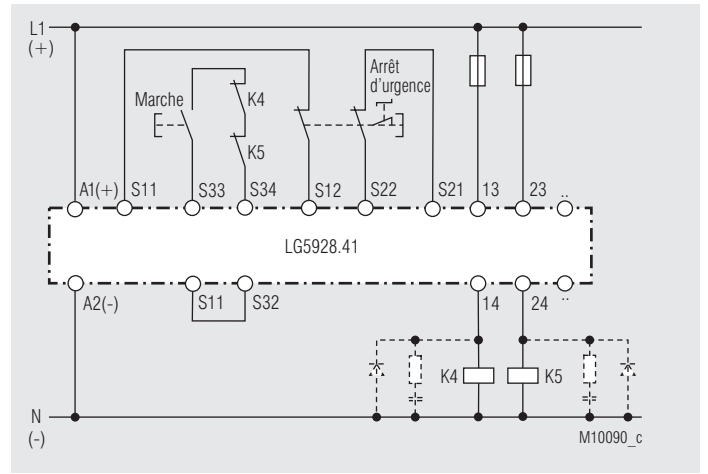 L1
(+)
Marche
K4
K5
Arrêt
d'urgence
A1(+) S11 S33 S34 S12 S22 S21 13 23 ..
LG5928.41
A2(-) S11 S32 14 24 ..
K4 K5
N
(-)
M10090_c